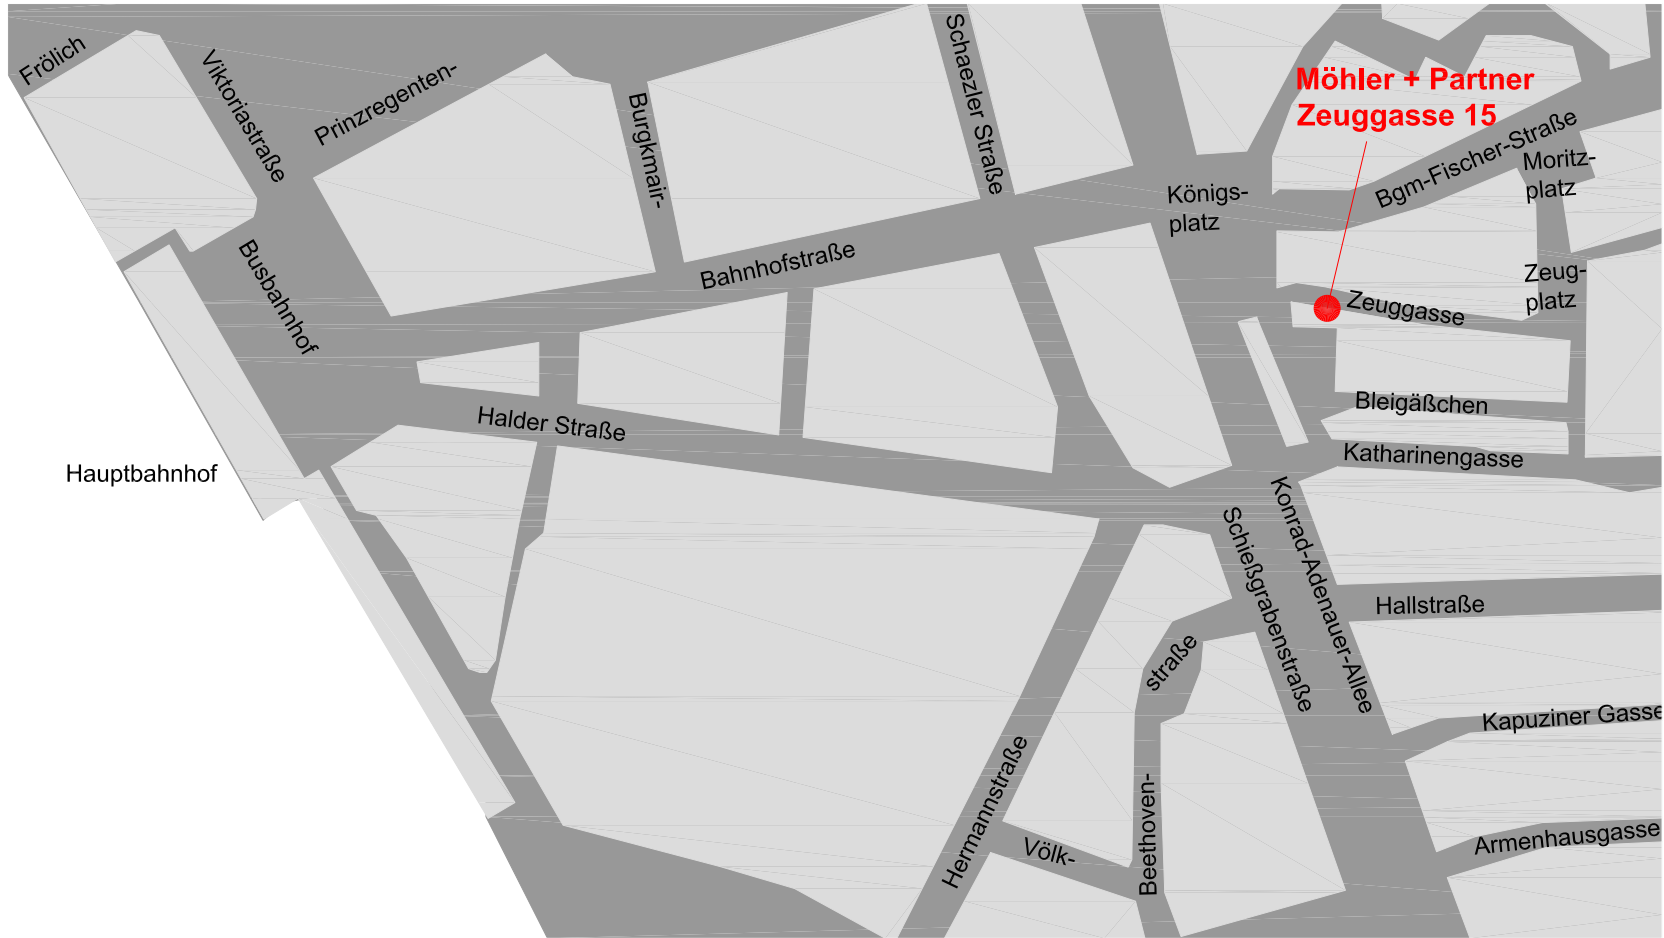 Frölich
Viktoriastraße
Prinzregenten-
Burgkmair-
Schaezler Straße
Möhler + Partner
Zeuggasse 15
Bgm-Fischer-Straße
Moritz-
platz
Königs-
platz
Busbahnhof
Bahnhofstraße
Zeug-
platz
Zeuggasse
Halder Straße
Bleigäßchen
Katharinengasse
Hauptbahnhof
Konrad-Adenauer-Allee
Schießgrabenstraße
Hallstraße
straße
Kapuziner Gasse
Hermannstraße
Völk-
Beethoven-
Armenhausgasse